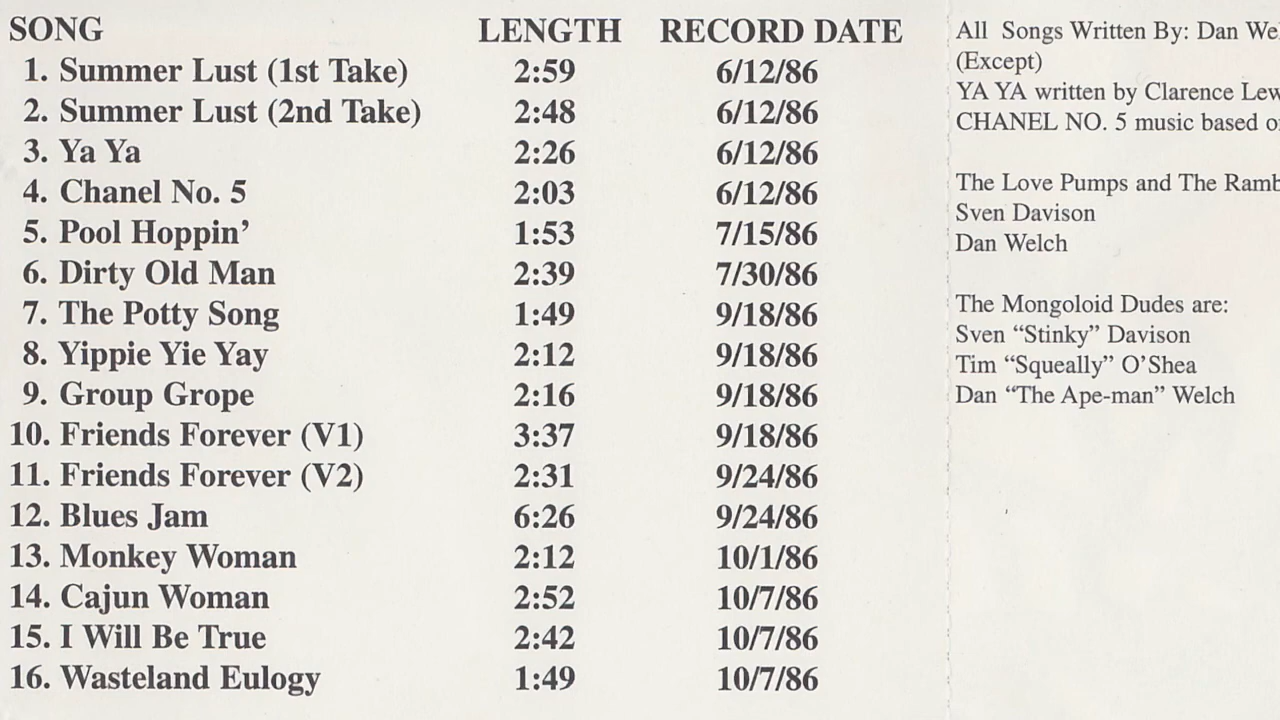 SONG LENGTH RECORD DATE
1. Summer Lust (1st Take) 2:59 6/12/86
2. Summer Lust (2nd Take) 2:48 6/12/86
3. Ya Ya 2:26 6/12/86
4. Chanel No. 5 2:03 6/12/86
5. Pool Hoppin’ 1:53 7/15/86
6. Dirty Old Man 2:39 7/30/86
7. The Potty Song 1:49 9/18/86
8. Yippie Yie Yay 2:12 9/18/86
9. Group Grope 2:16 9/18/86
10. Friends Forever (V1) 3:37 9/18/86
11. Friends Forever (V2) 2:31 9/24/86
12. Blues Jam 6:26 9/24/86
13. Monkey Woman 2:12 10/1/86
14. Cajun Woman 2:52 10/7/86
15. I Will Be True 2:42 10/7/86
16. Wasteland Eulogy 1:49 10/7/86
All Songs Written By: Dan
(Except)
YA YA written by Clarence
CHANEL NO. 5 music based
The Love Pumps and The
Sven Davison
Dan Welch
The Mongoloid Dudes are:
Sven “Stinky” Davison
Tim “Squeally” O’Shea
Dan “The Ape-man” Welch